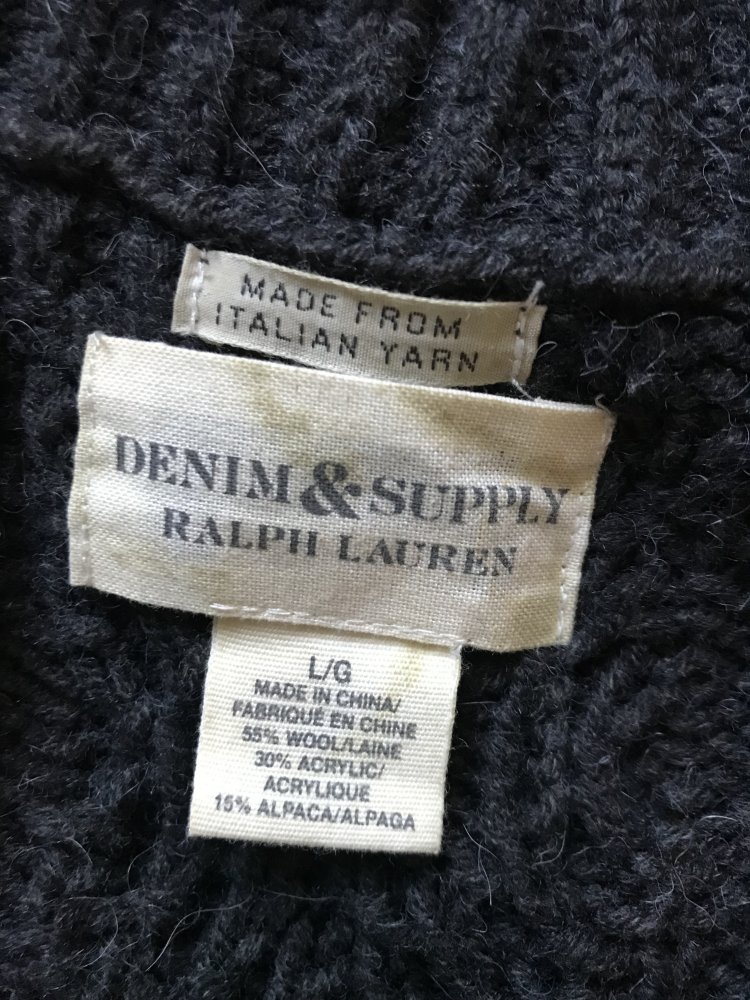 MADE FROM
ITALIAN YARN
DENIM & SUPPLY
RALPH LAUREN
L/G
MADE IN CHINA/
FABRIQUÉ EN CHINE
55% WOOL/LAINE
30% ACRYLIC/
ACRYLIQUE
15% ALPACA/ALPAGA